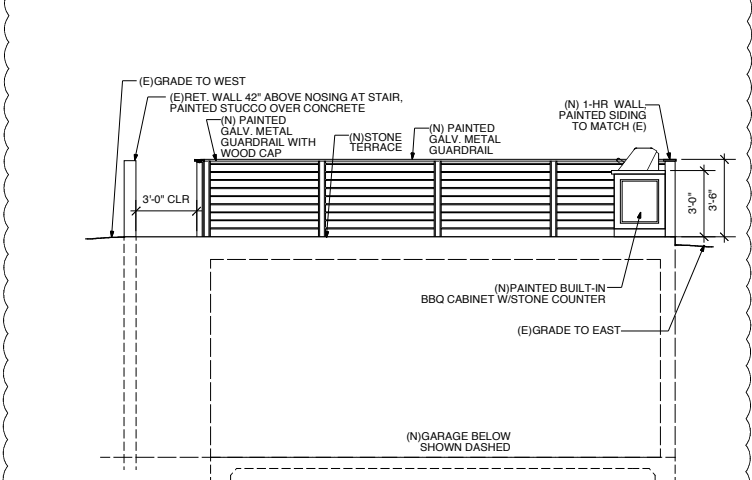 (E)GRADE TO WEST
(E)RET. WALL 42" ABOVE NOSING AT STAIR,
PAINTED STUCCO OVER CONCRETE
(N) PAINTED
GALV. METAL
GUARDRAIL WITH
WOOD CAP
(N)STONE
TERRACE
(N) PAINTED
GALV. METAL
GUARDRAIL
(N) 1-HR WALL,
PAINTED SIDING
TO MATCH (E)
3'-0" CLR
3'-0"
3'-6"
(N)PAINTED BUILT-IN
BBQ CABINET W/STONE COUNTER
(E)GRADE TO EAST
(N)GARAGE BELOW
SHOWN DASHED